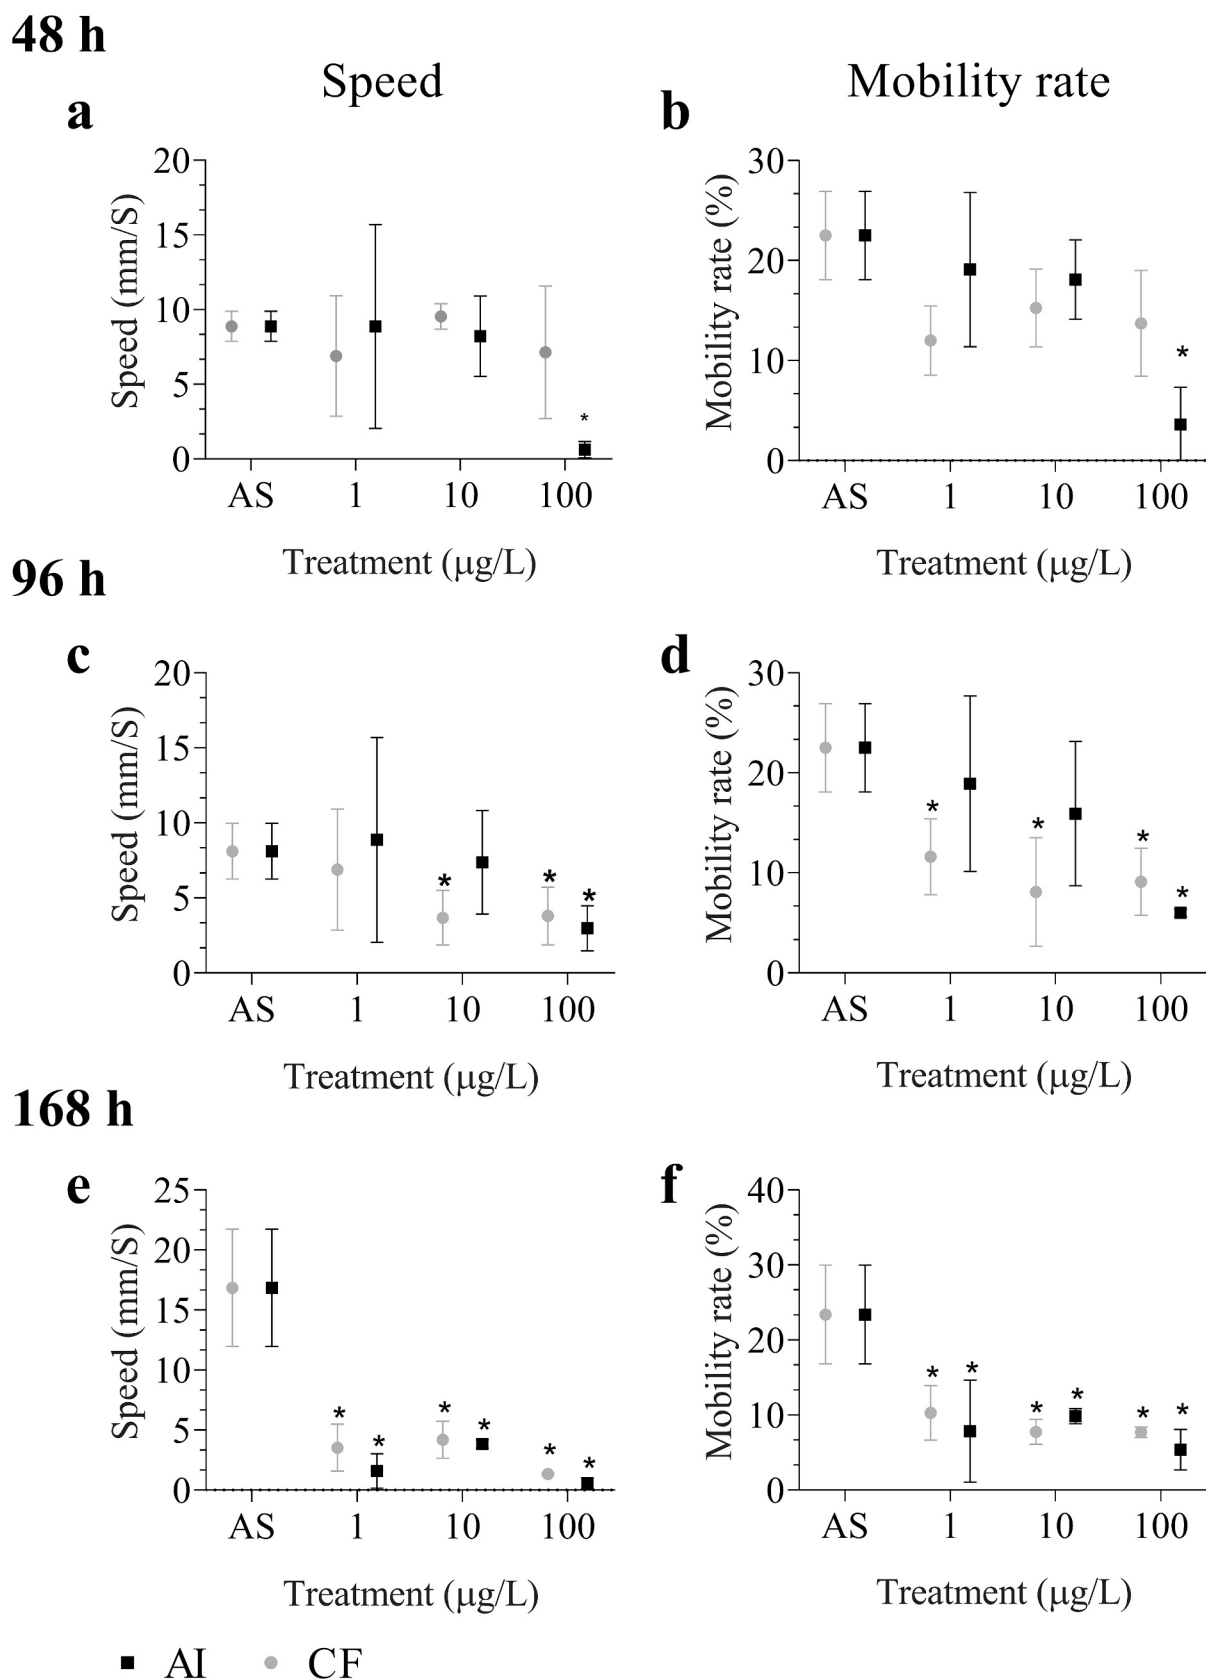 48 h
Speed
Mobility rate
a
b
20
15
10
5
0
Speed (mm/S)
AS 1 10 100
Treatment (μg/L)
*
30
20
10
0
Mobility rate (%)
AS 1 10 100
Treatment (μg/L)
*
96 h
c
d
20
15
10
5
0
Speed (mm/S)
AS 1 10 100
Treatment (μg/L)
* * *
30
20
10
0
Mobility rate (%)
AS 1 10 100
Treatment (μg/L)
* * * *
168 h
e
f
25
20
15
10
5
0
Speed (mm/S)
AS 1 10 100
Treatment (μg/L)
* * * * * *
40
30
20
10
0
Mobility rate (%)
AS 1 10 100
Treatment (μg/L)
* * * * * *
AI CF